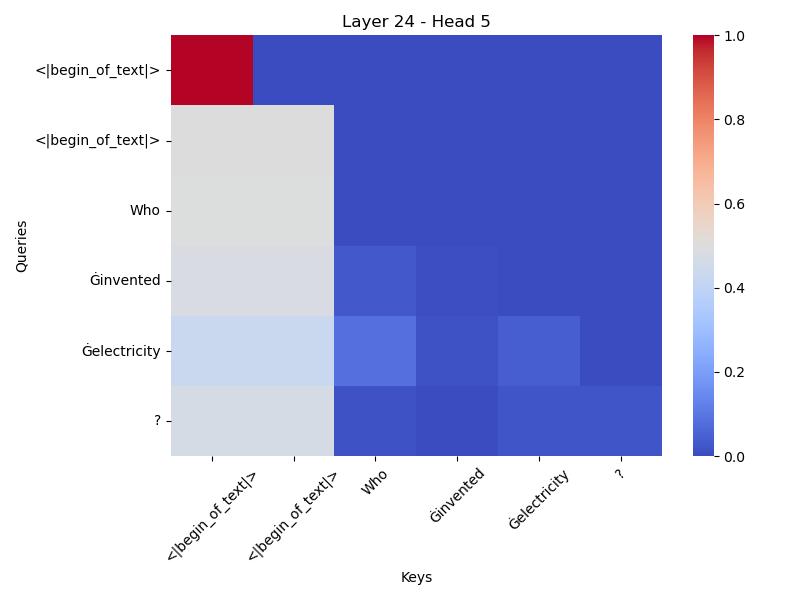 Layer 24 - Head 5
<|begin_of_text|>
<|begin_of_text|>
Who
Ġinvented
Ġelectricity
?
Queries
<|begin_of_text|>
<|begin_of_text|>
Who
Ġinvented
Ġelectricity
?
Keys
1.0
0.8
0.6
0.4
0.2
0.0